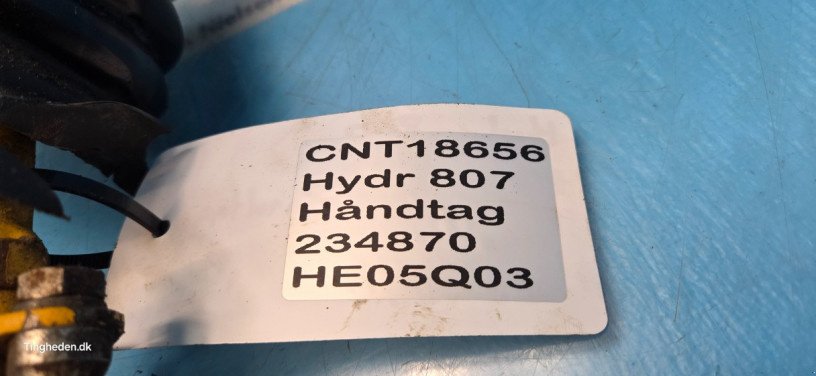 CNT18656
Hydr 807
Håndtag
234870
HE05Q03
Tingheden.dk